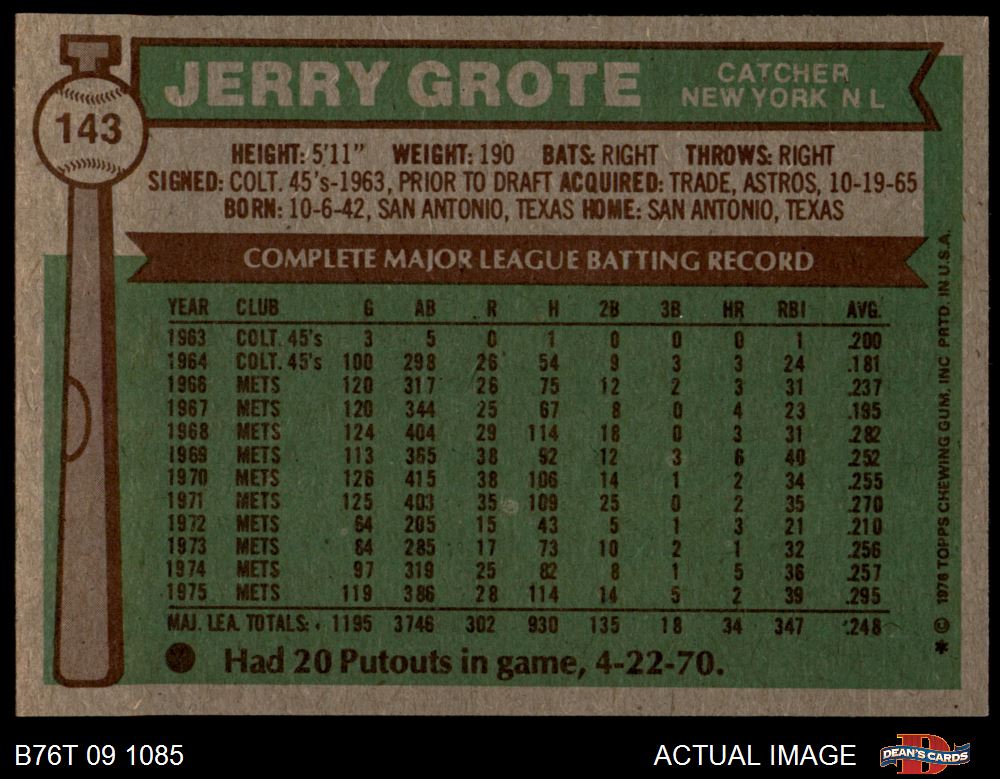 143
JERRY GROTE
CATCHER
NEW YORK N L
HEIGHT: 5'11" WEIGHT: 190 BATS: RIGHT THROWS: RIGHT
SIGNED: COLT. 45's-1963, PRIOR TO DRAFT ACQUIRED: TRADE, ASTROS, 10-19-65
BORN: 10-6-42, SAN ANTONIO, TEXAS HOME: SAN ANTONIO, TEXAS
COMPLETE MAJOR LEAGUE BATTING RECORD
YEAR CLUB G AB R H 2B 3B HR RBI AVG.
1963 COLT. 45's 3 5 0 1 0 0 0 1 .200
1964 COLT. 45's 100 298 26 54 9 3 3 24 .181
1966 METS 120 317 26 75 12 2 3 31 .237
1967 METS 120 344 25 67 8 0 4 23 .195
1968 METS 124 404 29 114 18 0 3 31 .282
1969 METS 113 365 38 92 12 3 6 40 .252
1970 METS 126 415 38 106 14 1 2 34 .255
1971 METS 125 403 35 109 25 0 2 35 .270
1972 METS 64 205 15 43 5 1 3 21 .210
1973 METS 84 285 17 73 10 2 1 32 .256
1974 METS 97 319 25 82 8 1 5 36 .257
1975 METS 119 386 28 114 14 5 2 39 .295
MAJ. LEA. TOTALS: 1195 3746 302 930 135 18 34 347 .248
Had 20 Putouts in game, 4-22-70.
* © 1976 TOPPS CHEWING GUM, INC PRTD. IN U.S.A.
B76T 09 1085
ACTUAL IMAGE
DEAN'S CARDS